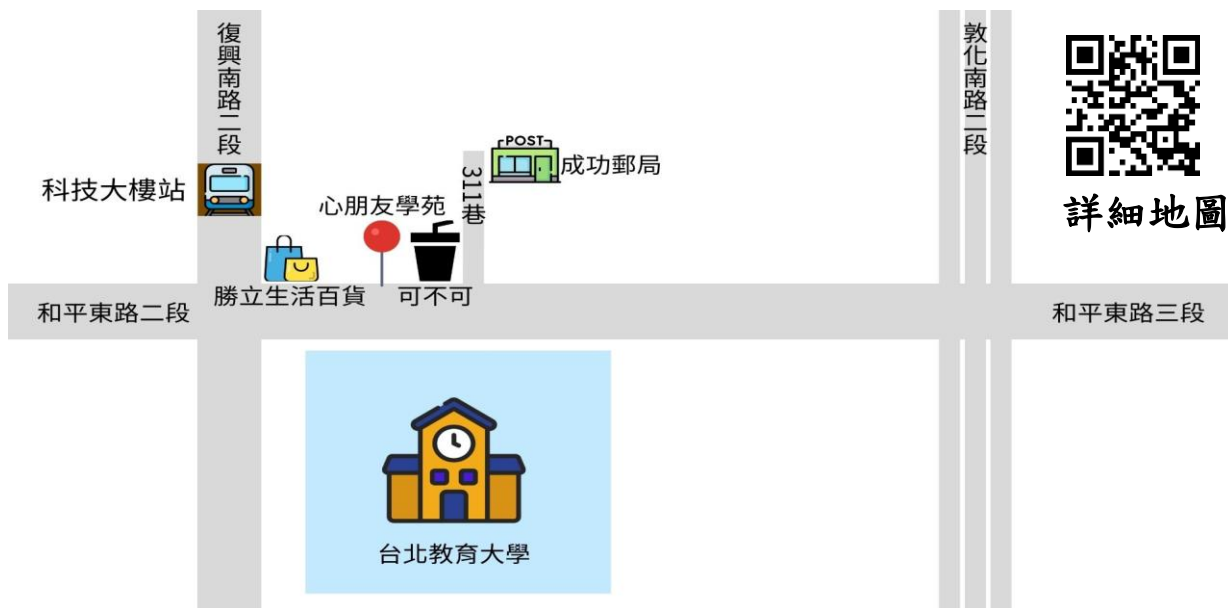 復興南路二段
敦化南路二段
POST
成功郵局
311巷
科技大樓站
心朋友學苑
詳細地圖
勝立生活百貨
可不可
和平東路二段
和平東路三段
台北教育大學